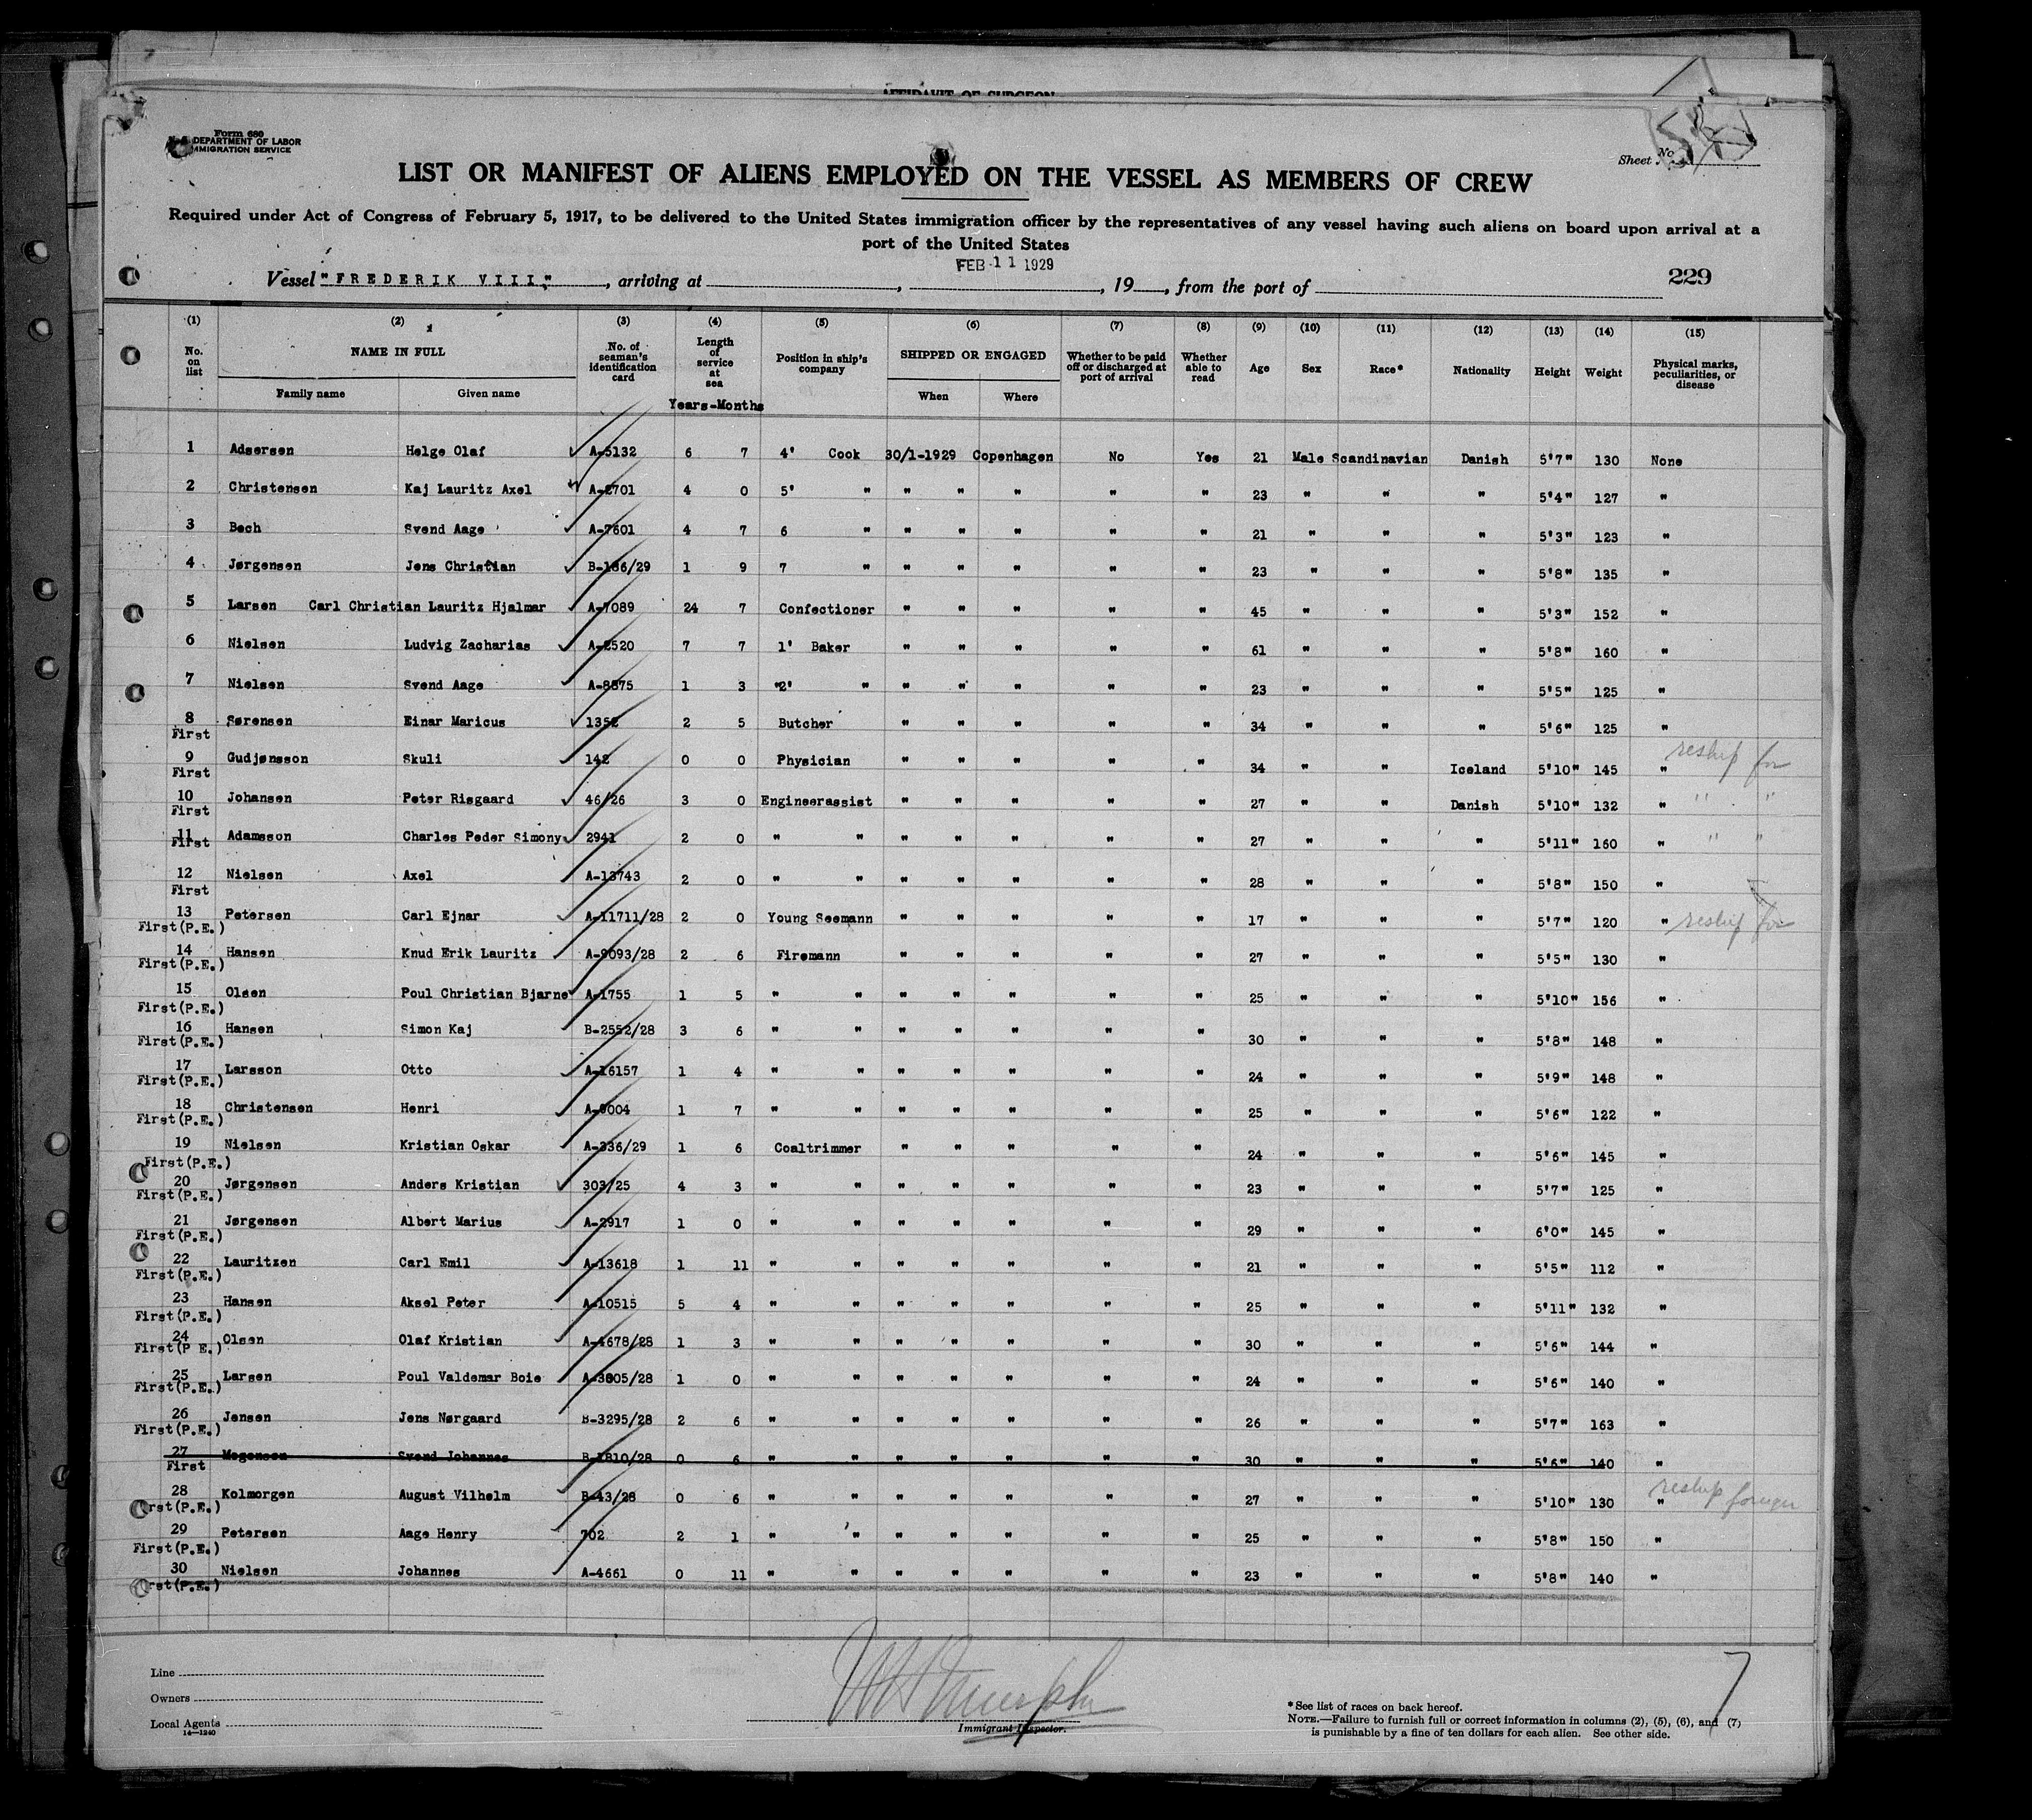 AFFIDAVIT OF SURGEON
Form 680
DEPARTMENT OF LABOR
IMMIGRATION SERVICE
Sheet No.
LIST OR MANIFEST OF ALIENS EMPLOYED ON THE VESSEL AS MEMBERS OF CREW
Required under Act of Congress of February 5, 1917, to be delivered to the United States immigration officer by the representatives of any vessel having such aliens on board upon arrival at a
port of the United States
FEB 11 1929
Vessel "FREDERIK VIII", arriving at , , 19 , from the port of 229
(1) (2) (3) (4) (5) (6) (7) (8) (9) (10) (11) (12) (13) (14) (15)
No. on list NAME IN FULL Family name Given name No. of seaman's identification card Length of service at sea Years-Months Position in ship's company SHIPPED OR ENGAGED When Where Whether to be paid off or discharged at port of arrival Whether able to read Age Sex Race* Nationality Height Weight Physical marks, peculiarities, or disease
1 Adsersen Helge Olaf A-5132 6 7 4' Cook 30/1-1929 Copenhagen No Yes 21 Male Scandinavian Danish 5'7" 130 None
2 Christensen Kaj Lauritz Axel A-2701 4 0 5' " " " " " " 23 " " " 5'4" 127 "
3 Bech Svend Aage A-7601 4 7 6 " " " " " " 21 " " " 5'3" 123 "
4 Jørgensen Jens Christian B-186/29 1 9 7 " " " " " " 23 " " " 5'8" 135 "
5 Larsen Carl Christian Lauritz Hjalmar A-7089 24 7 Confectioner " " " " " 45 " " " 5'3" 152 "
6 Nielsen Ludvig Zacharias A-2520 7 7 1' Baker " " " " " 61 " " " 5'8" 160 "
7 Nielsen Svend Aage A-8875 1 3 "2' " " " " " " 23 " " " 5'5" 125 "
8 Sørensen Einar Maricus 1352 2 5 Butcher " " " " " 34 " " " 5'6" 125 "
First
9 Gudjønsson Skuli 142 0 0 Physician " " " " " 34 " " Iceland 5'10" 145 " reship for
First
10 Johansen Peter Risgaard 46/26 3 0 Engineerassist " " " " " 27 " " Danish 5'10" 132 " " "
First
11 Adamsson Charles Peder Simony 2941 2 0 " " " " " " " 27 " " " 5'11" 160 " " "
First
12 Nielsen Axel A-13743 2 0 " " " " " " " 28 " " " 5'8" 150 "
First
13 Petersen Carl Ejnar A-11711/28 2 0 Young Seemann " " " " " 17 " " " 5'7" 120 " reship for
First(P.E.)
14 Hansen Knud Erik Lauritz A-9093/28 2 6 Firemann " " " " " 27 " " " 5'5" 130 "
First(P.E.)
15 Olsen Poul Christian Bjarne A-1755 1 5 " " " " " " " 25 " " " 5'10" 156 "
First(P.E.)
16 Hansen Simon Kaj B-2552/28 3 6 " " " " " " " 30 " " " 5'8" 148 "
First(P.E.)
17 Larsson Otto A-16157 1 4 " " " " " " " 24 " " " 5'9" 148 "
First(P.E.)
18 Christensen Henri A-9004 1 7 " " " " " " " 25 " " " 5'6" 122 "
First(P.E.)
19 Nielsen Kristian Oskar A-336/29 1 6 Coaltrimmer " " " " " 24 " " " 5'6" 145 "
First(P.E.)
20 Jørgensen Anders Kristian 303/25 4 3 " " " " " " " 23 " " " 5'7" 125 "
First(P.E.)
21 Jørgensen Albert Marius A-2917 1 0 " " " " " " " 29 " " " 6'0" 145 "
First(P.E.)
22 Lauritzen Carl Emil A-13618 1 11 " " " " " " " 21 " " " 5'5" 112 "
First(P.E.)
23 Hansen Aksel Peter A-10515 5 4 " " " " " " " 25 " " " 5'11" 132 "
First(P.E.)
24 Olsen Olaf Kristian A-4678/28 1 3 " " " " " " " 30 " " " 5'6" 144 "
First(P E.)
25 Larsen Poul Valdemar Boie A-3805/28 1 0 " " " " " " " 24 " " " 5'6" 140 "
First(P.E.)
26 Jensen Jens Nørgaard B-3295/28 2 6 " " " " " " " 26 " " " 5'7" 163 "
First(P.E.)
27 Mogensen Svend Johannes B-1810/28 0 6 " " " " " " " 30 " " " 5'6" 140 "
First
28 Kolmorgen August Vilhelm B-43/28 0 6 " " " " " " " 27 " " " 5'10" 130 " reship foreign
First(P.E.)
29 Petersen Aage Henry 702 2 1 " " " " " " " 25 " " " 5'8" 150 "
First(P.E.)
30 Nielsen Johannes A-4661 0 11 " " " " " " " 23 " " " 5'8" 140 "
First(P.E.)
Line
Owners
Local Agents
14—1240
Immigrant Inspector.
*See list of races on back hereof.
NOTE.—Failure to furnish full or correct information in columns (2), (5), (6), and (7)
is punishable by a fine of ten dollars for each alien. See other side.
7